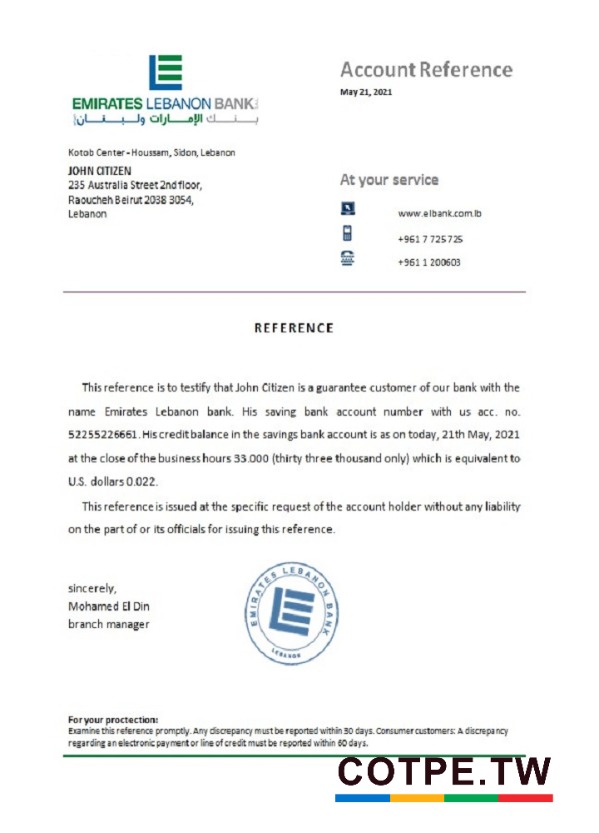 Account Reference
May 21, 2021
EMIRATES LEBANON BANK
بنك الإمارات ولبنان
Kotob Center - Houssam, Sidon, Lebanon
JOHN CITIZEN
235 Australia Street 2nd floor,
Raoucheh Beirut 2038 3054,
Lebanon
At your service
www.elbank.com.lb
+961 7 725 725
+961 1 200603
REFERENCE
This reference is to testify that John Citizen is a guarantee customer of our bank with the
name Emirates Lebanon bank. His saving bank account number with us acc. no.
52255226661. His credit balance in the savings bank account is as on today, 21th May, 2021
at the close of the business hours 33.000 (thirty three thousand only) which is equivalent to
U.S. dollars 0.022.
This reference is issued at the specific request of the account holder without any liability
on the part of or its officials for issuing this reference.
sincerely,
Mohamed El Din
branch manager
EMIRATES LEBANON BANK
LEBANON
For your proctection:
Examine this reference promptly. Any discrepancy must be reported within 30 days. Consumer customers: A discrepancy
regarding an electronic payment or line of credit must be reported within 60 days.
COTPE.TW